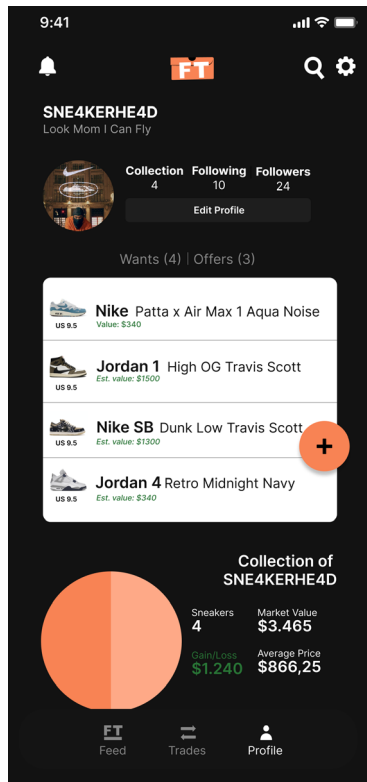 9:41
FT
SNE4KERHE4D
Look Mom I Can Fly
Collection Following Followers
4 10 24
Edit Profile
Wants (4) | Offers (3)
Nike Patta x Air Max 1 Aqua Noise
Value: $340
US 9.5
Jordan 1 High OG Travis Scott
Est. value: $1500
US 9.5
Nike SB Dunk Low Travis Scott
Est. value: $1300
US 9.5
+
Jordan 4 Retro Midnight Navy
Est. value: $340
US 9.5
Collection of
SNE4KERHE4D
Sneakers Market Value
4 $3.465
Gain/Loss Average Price
$1.240 $866,25
FT
Feed Trades Profile